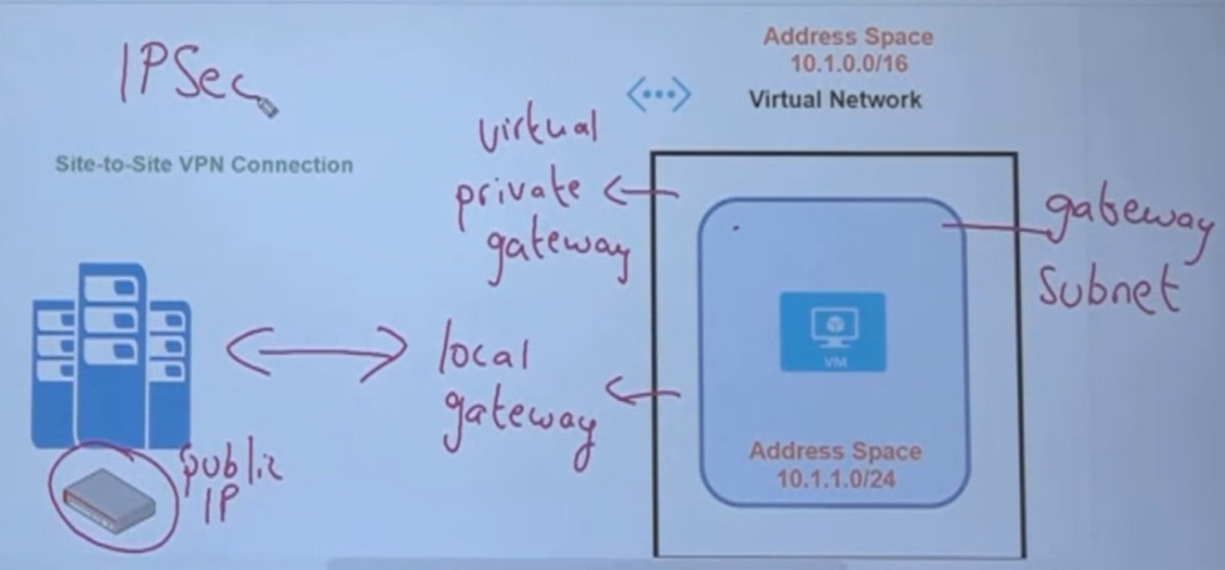 IPSec
Site-to-Site VPN Connection
Address Space
10.1.0.0/16
Virtual Network
virtual
private
gateway
gateway
subnet
local
gateway
VM
Address Space
10.1.1.0/24
public
IP